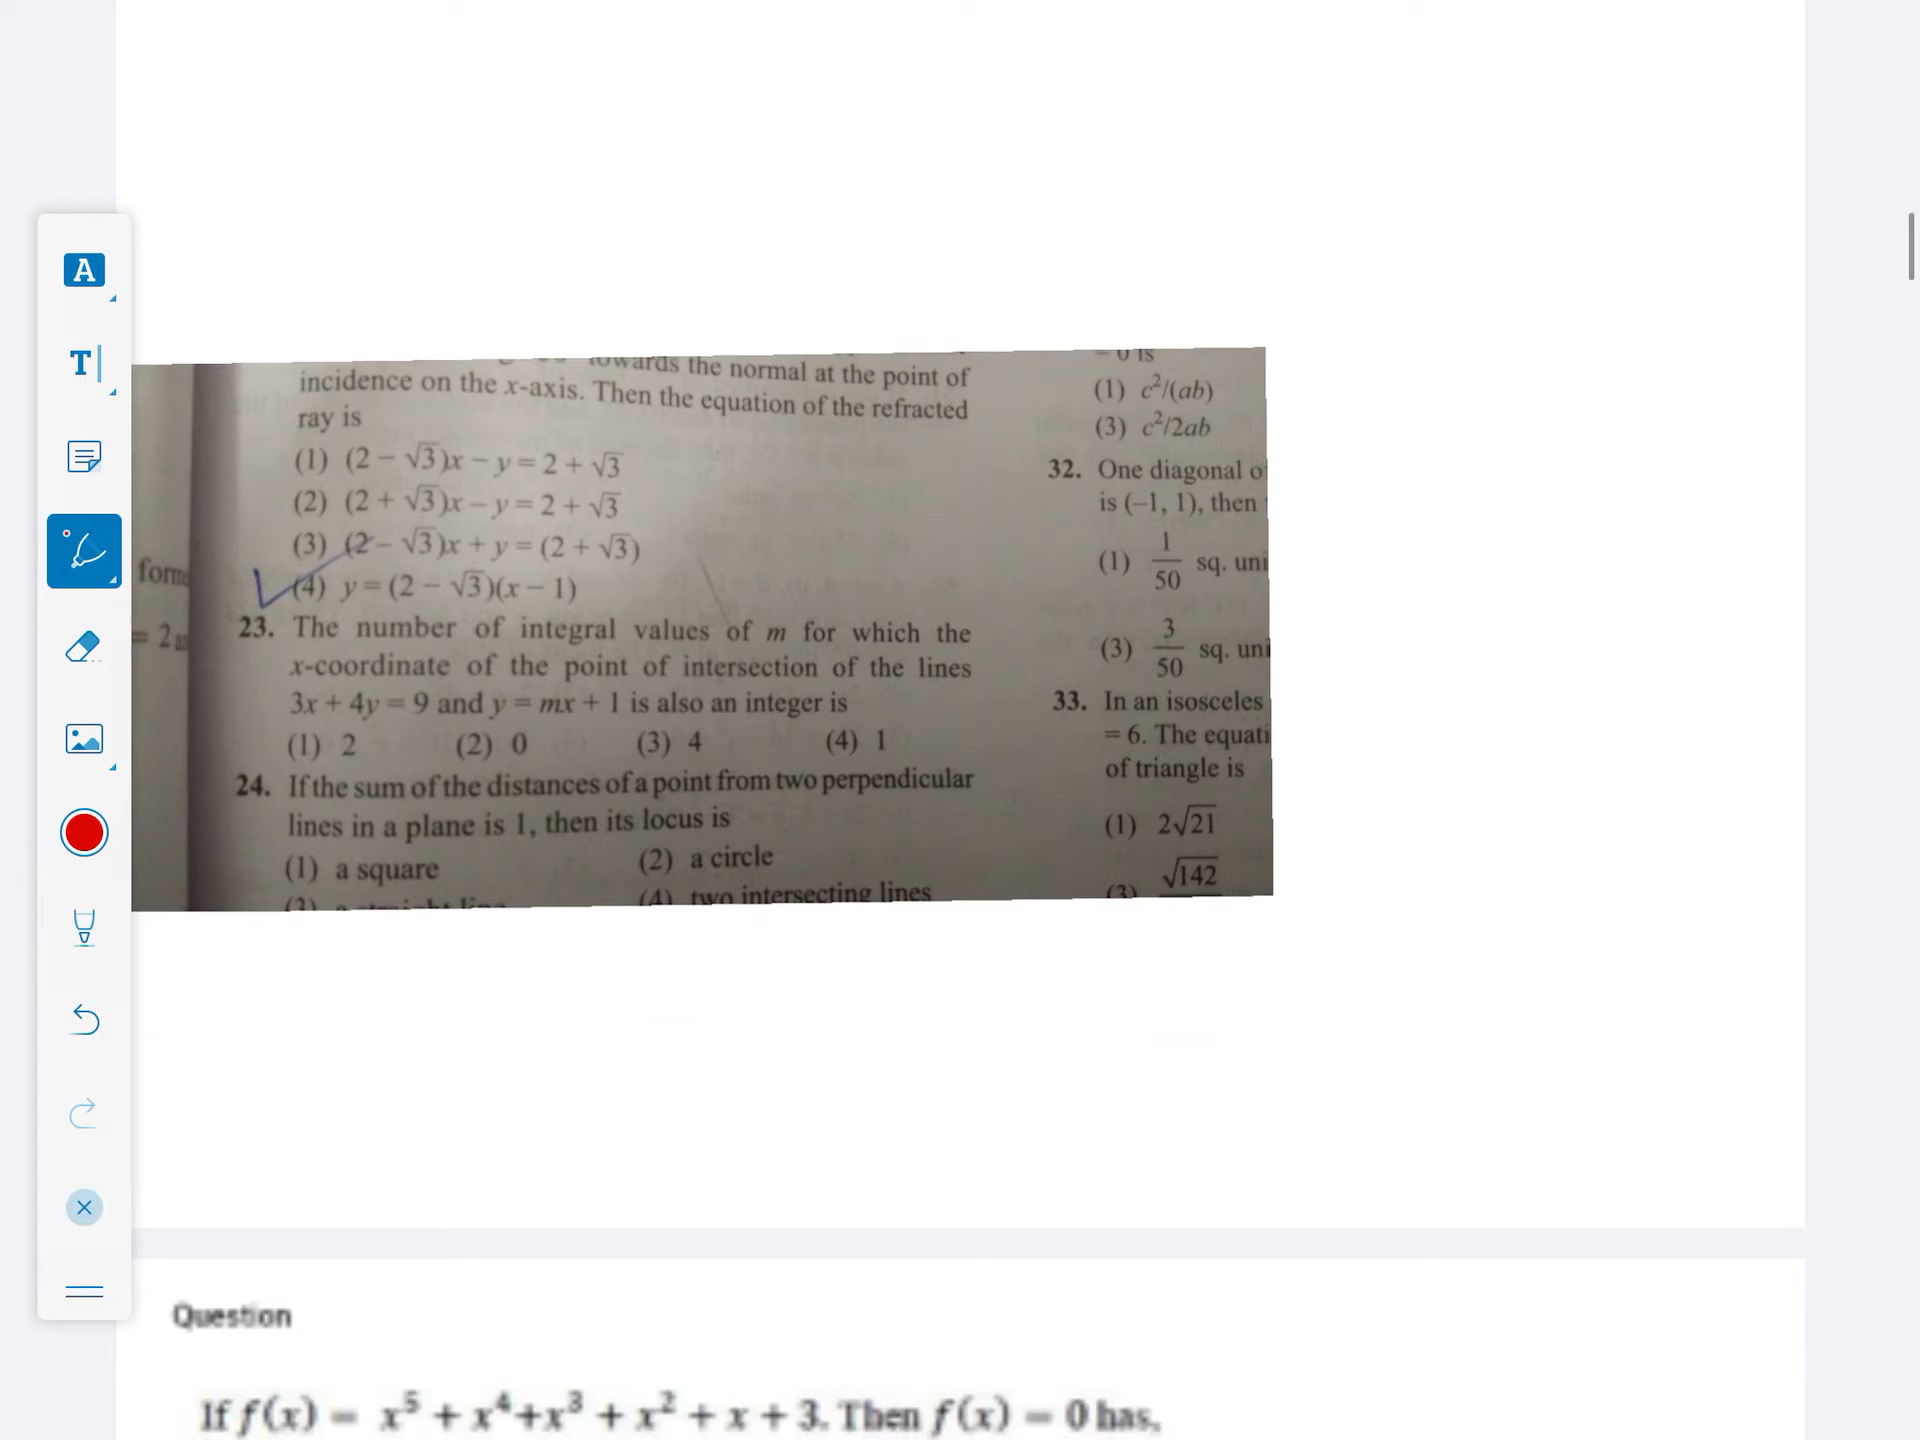 A
T
towards the normal at the point of
incidence on the x-axis. Then the equation of the refracted
ray is
(1) (2 − √3)x − y = 2 + √3
(2) (2 + √3)x − y = 2 + √3
(3) (2 − √3)x + y = (2 + √3)
(4) y = (2 − √3)(x − 1)
23. The number of integral values of m for which the
x-coordinate of the point of intersection of the lines
3x + 4y = 9 and y = mx + 1 is also an integer is
(1) 2 (2) 0 (3) 4 (4) 1
24. If the sum of the distances of a point from two perpendicular
lines in a plane is 1, then its locus is
(1) a square (2) a circle
(4) two intersecting lines
= 2
− 0 is
(1) c²/(ab)
(3) c²/2ab
32. One diagonal
is (−1, 1), then
(1) 1/50 sq.
(3) 3/50 sq.
33. In an isosceles
= 6. The
of triangle is
(1) 2√21
(3) √142
Question
If f(x) = x⁵ + x⁴+x³ + x² + x + 3. Then f(x) = 0 has.